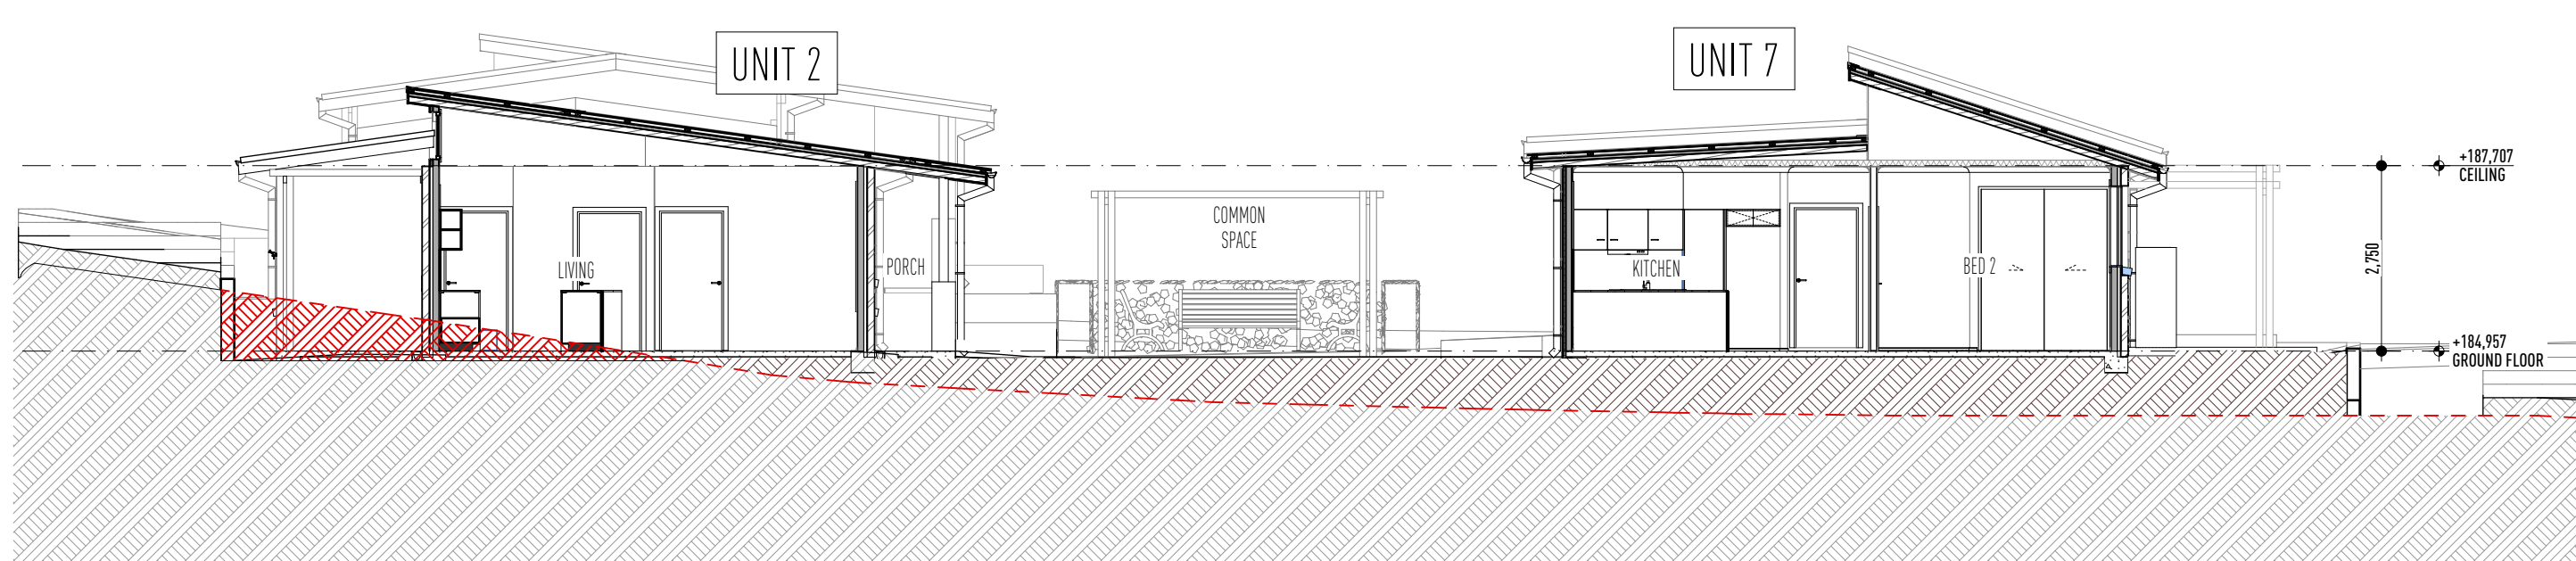 UNIT 2
UNIT 7
+187,707
CEILING
COMMON
SPACE
2,750
LIVING
PORCH
KITCHEN
BED 2
+184,957
GROUND FLOOR